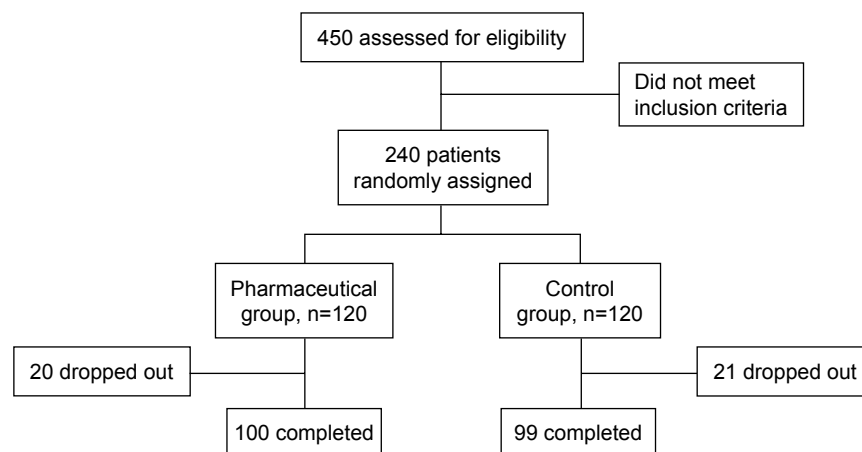 450 assessed for eligibility
Did not meet
inclusion criteria
240 patients
randomly assigned
Pharmaceutical
group, n=120
Control
group, n=120
20 dropped out
21 dropped out
100 completed
99 completed